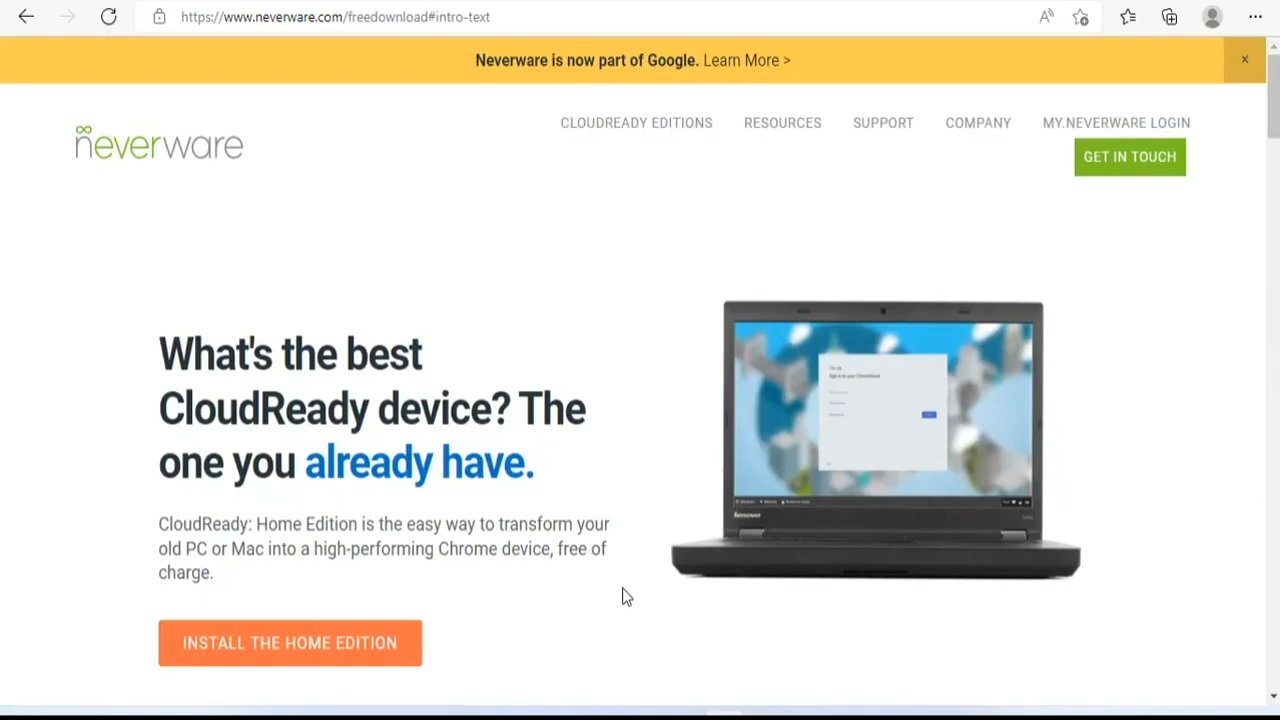 https://www.neverware.com/freedownload#intro-text
Neverware is now part of Google. Learn More >
×
neverware
CLOUDREADY EDITIONS RESOURCES SUPPORT COMPANY MY.NEVERWARE LOGIN
GET IN TOUCH
What's the best
CloudReady device? The
one you already have.
CloudReady: Home Edition is the easy way to transform your
old PC or Mac into a high-performing Chrome device, free of
charge.
INSTALL THE HOME EDITION